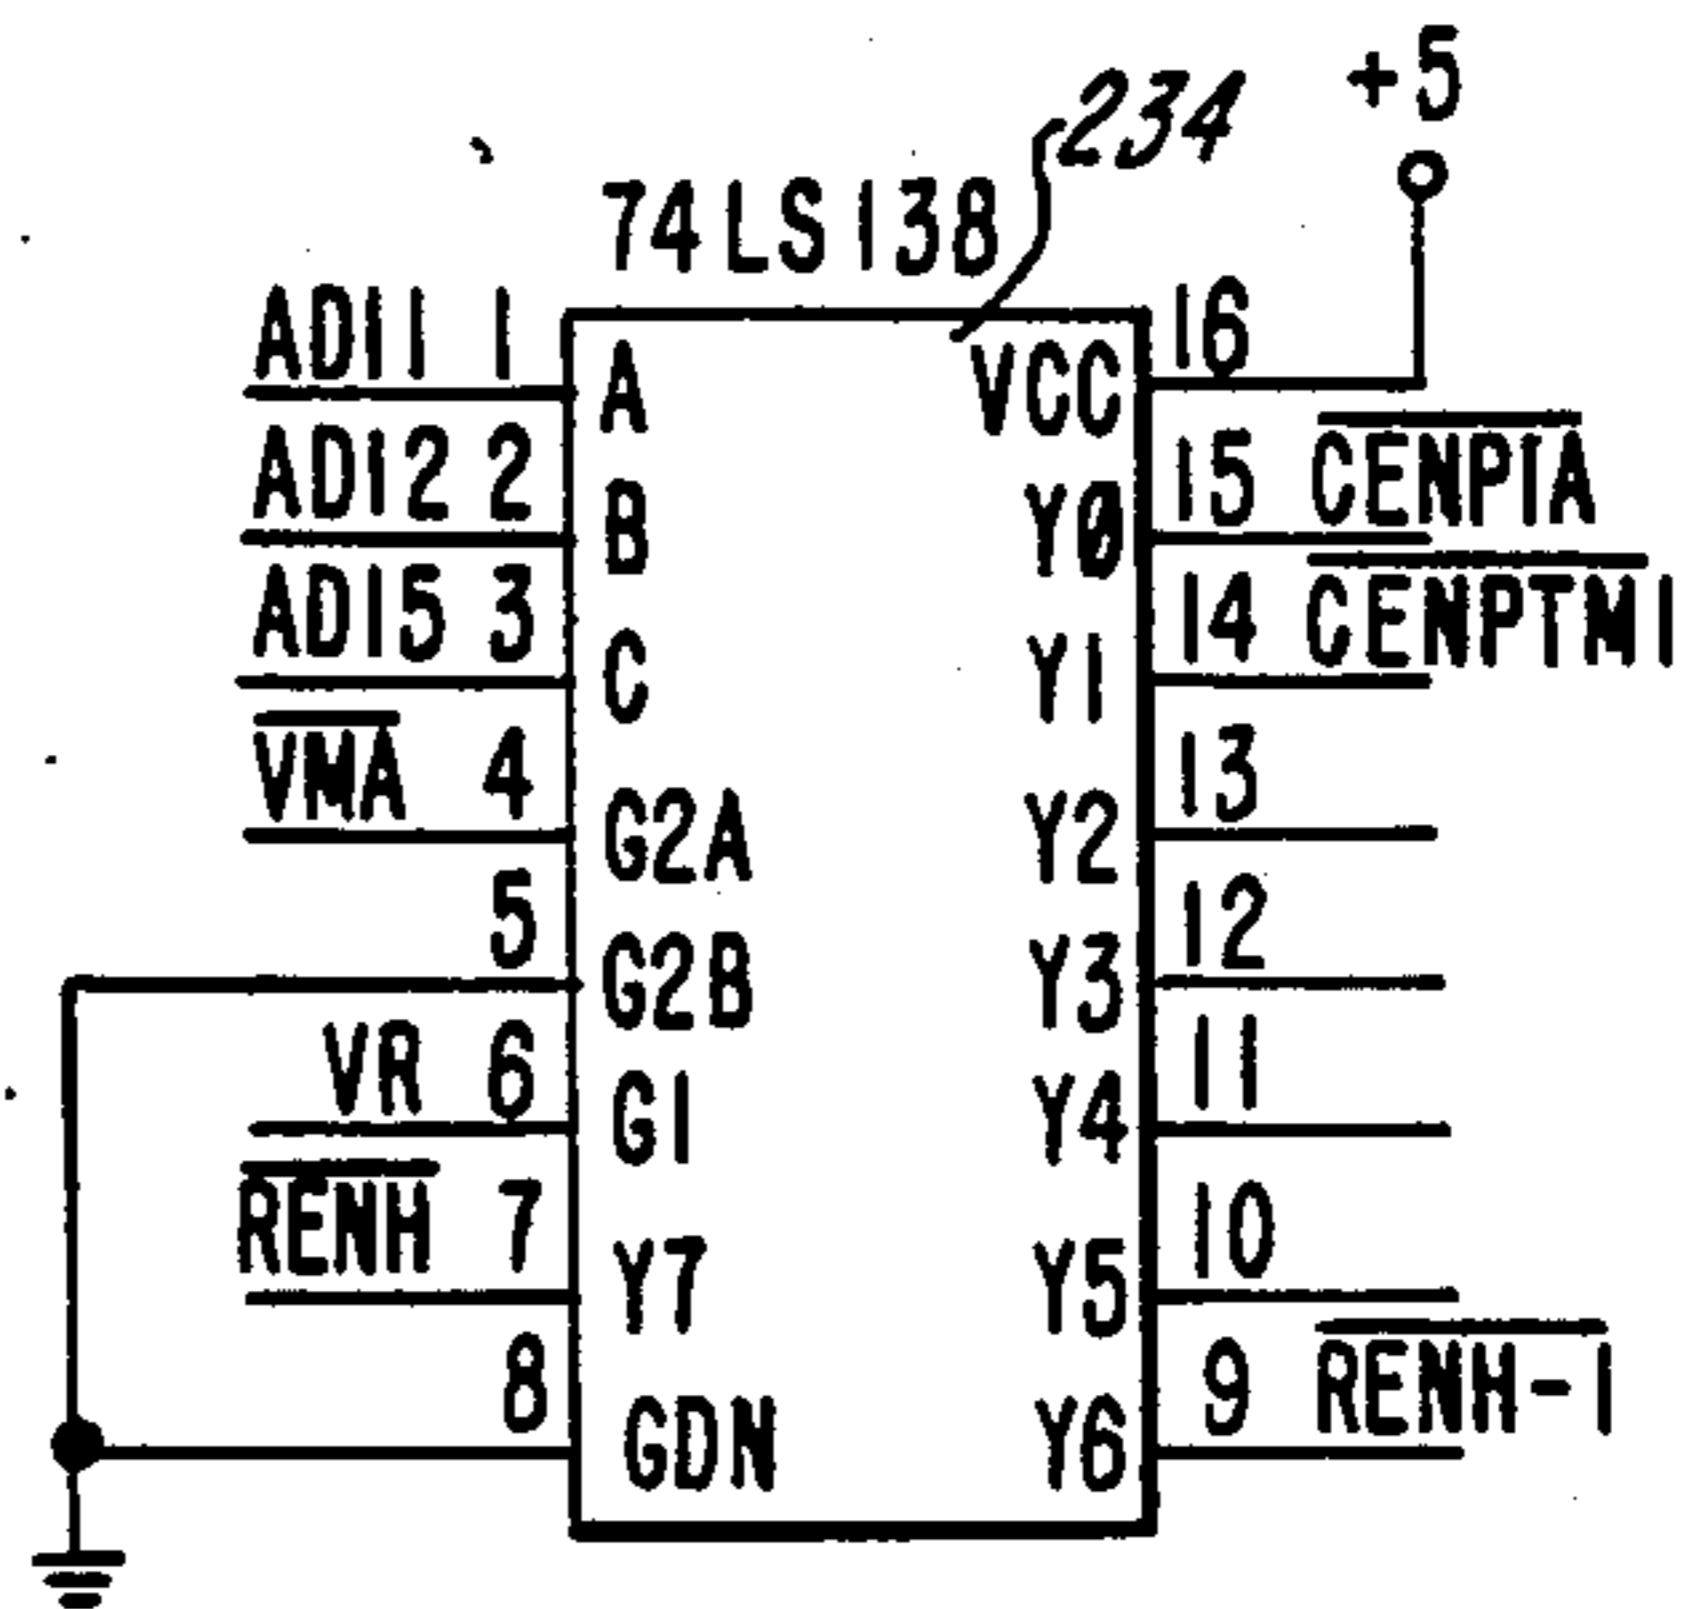 +5
234
74LS138
AD11 1 A VCC 16
AD12 2 B Y0 15 CENPIA
AD15 3 C Y1 14 CENPTM1
VMA 4 G2A Y2 13
5 G2B Y3 12
VR 6 G1 Y4 11
RENH 7 Y7 Y5 10
8 GDN Y6 9 RENH-1